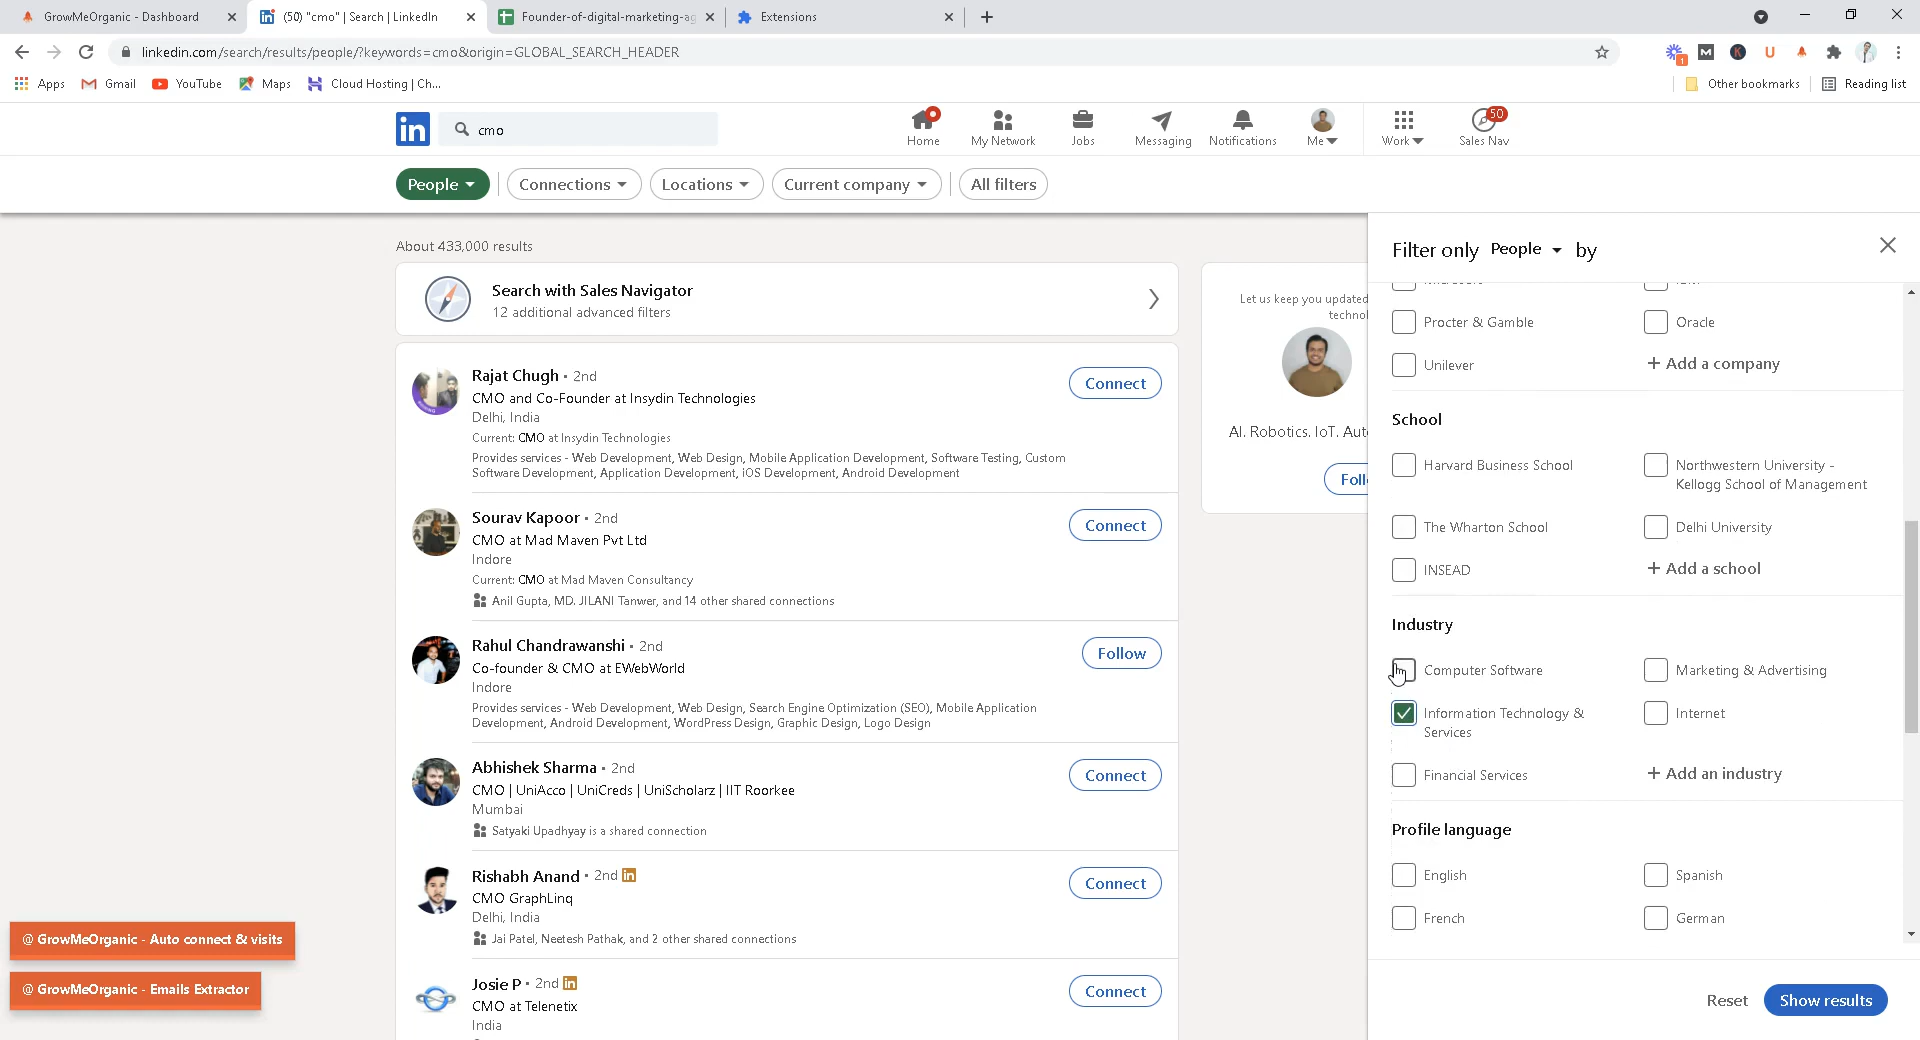 GrowMeOrganic - Dashboard
(50) "cmo" | Search | LinkedIn
Founder-of-digital-marketing-ag
Extensions
linkedin.com/search/results/people/?keywords=cmo&origin=GLOBAL_SEARCH_HEADER
1
M
K
U
Apps
Gmail
YouTube
Maps
Cloud Hosting | Ch...
Other bookmarks
Reading list
in
cmo
Home
My Network
Jobs
Messaging
Notifications
Me
Work
50
Sales Nav
People
Connections
Locations
Current company
All filters
About 433,000 results
Search with Sales Navigator
12 additional advanced filters
Rajat Chugh • 2nd
CMO and Co-Founder at Insydin Technologies
Delhi, India
Current: CMO at Insydin Technologies
Provides services - Web Development, Web Design, Mobile Application Development, Software Testing, Custom
Software Development, Application Development, iOS Development, Android Development
Connect
Sourav Kapoor • 2nd
CMO at Mad Maven Pvt Ltd
Indore
Current: CMO at Mad Maven Consultancy
Anil Gupta, MD. JILANI Tanwer, and 14 other shared connections
Connect
Rahul Chandrawanshi • 2nd
Co-founder & CMO at EWebWorld
Indore
Provides services - Web Development, Web Design, Search Engine Optimization (SEO), Mobile Application
Development, Android Development, WordPress Design, Graphic Design, Logo Design
Follow
Abhishek Sharma • 2nd
CMO | UniAcco | UniCreds | UniScholarz | IIT Roorkee
Mumbai
Satyaki Upadhyay is a shared connection
Connect
Rishabh Anand • 2nd in
CMO GraphLinq
Delhi, India
Jai Patel, Neetesh Pathak, and 2 other shared connections
Connect
Josie P • 2nd in
CMO at Telenetix
India
Connect
Let us keep you updated
technol
AI. Robotics. IoT. Aut
Foll
Filter only People by
Procter & Gamble
Oracle
Unilever
+ Add a company
School
Harvard Business School
Northwestern University -
Kellogg School of Management
The Wharton School
Delhi University
INSEAD
+ Add a school
Industry
Computer Software
Marketing & Advertising
Information Technology &
Services
Internet
Financial Services
+ Add an industry
Profile language
English
Spanish
French
German
Reset
Show results
@ GrowMeOrganic - Auto connect & visits
@ GrowMeOrganic - Emails Extractor